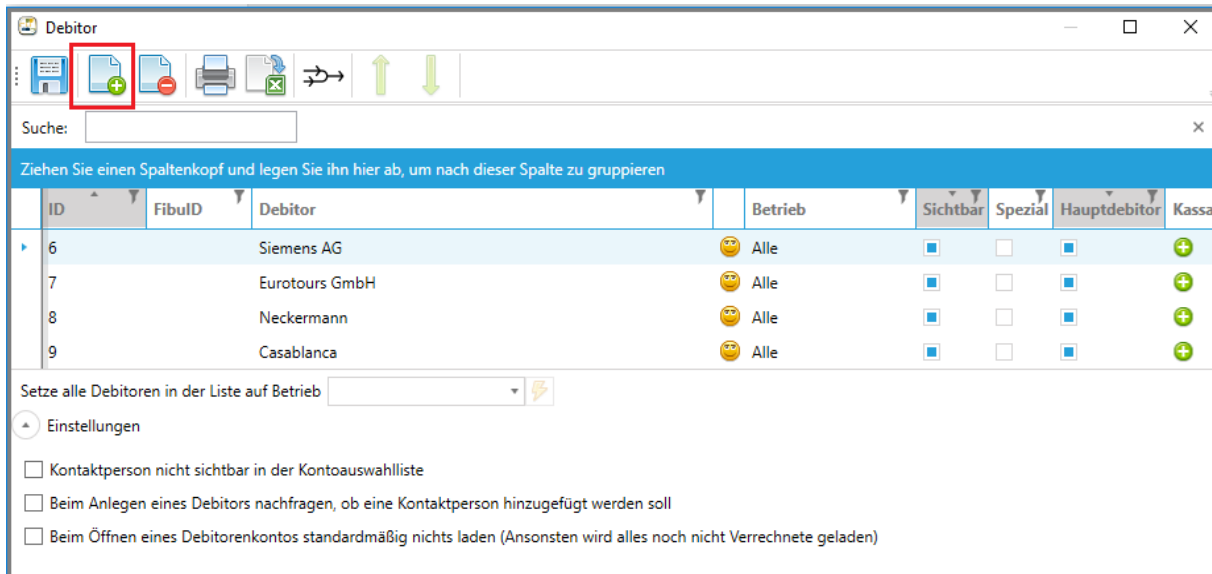 Debitor
Suche:
Ziehen Sie einen Spaltenkopf und legen Sie ihn hier ab, um nach dieser Spalte zu gruppieren
ID FibuID Debitor Betrieb Sichtbar Spezial Hauptdebitor Kassa
6 Siemens AG Alle
7 Eurotours GmbH Alle
8 Neckermann Alle
9 Casablanca Alle
Setze alle Debitoren in der Liste auf Betrieb
Einstellungen
Kontaktperson nicht sichtbar in der Kontoauswahlliste
Beim Anlegen eines Debitors nachfragen, ob eine Kontaktperson hinzugefügt werden soll
Beim Öffnen eines Debitorenkontos standardmäßig nichts laden (Ansonsten wird alles noch nicht Verrechnete geladen)